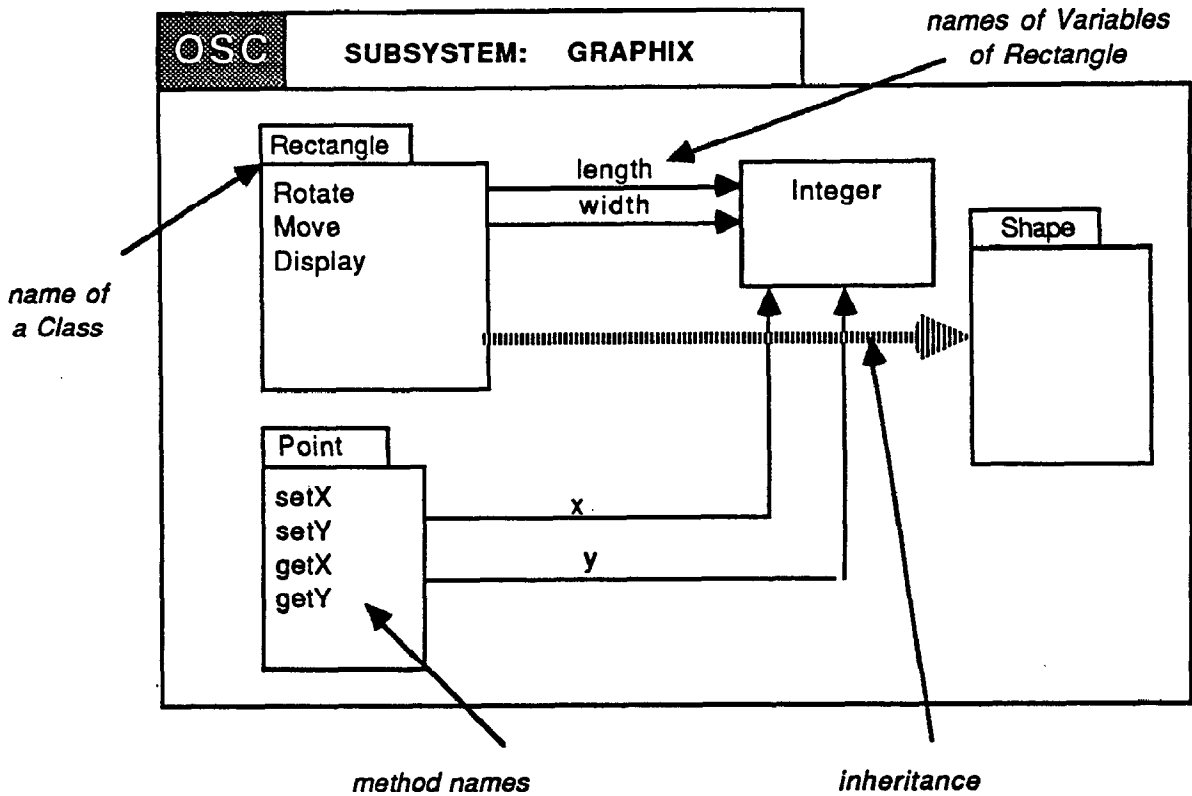 names of Variables
of Rectangle
OSC
SUBSYSTEM: GRAPHIX
Rectangle
Rotate
Move
Display
length
width
Integer
Shape
name of
a Class
Point
setX
setY
getX
getY
x
y
method names
inheritance